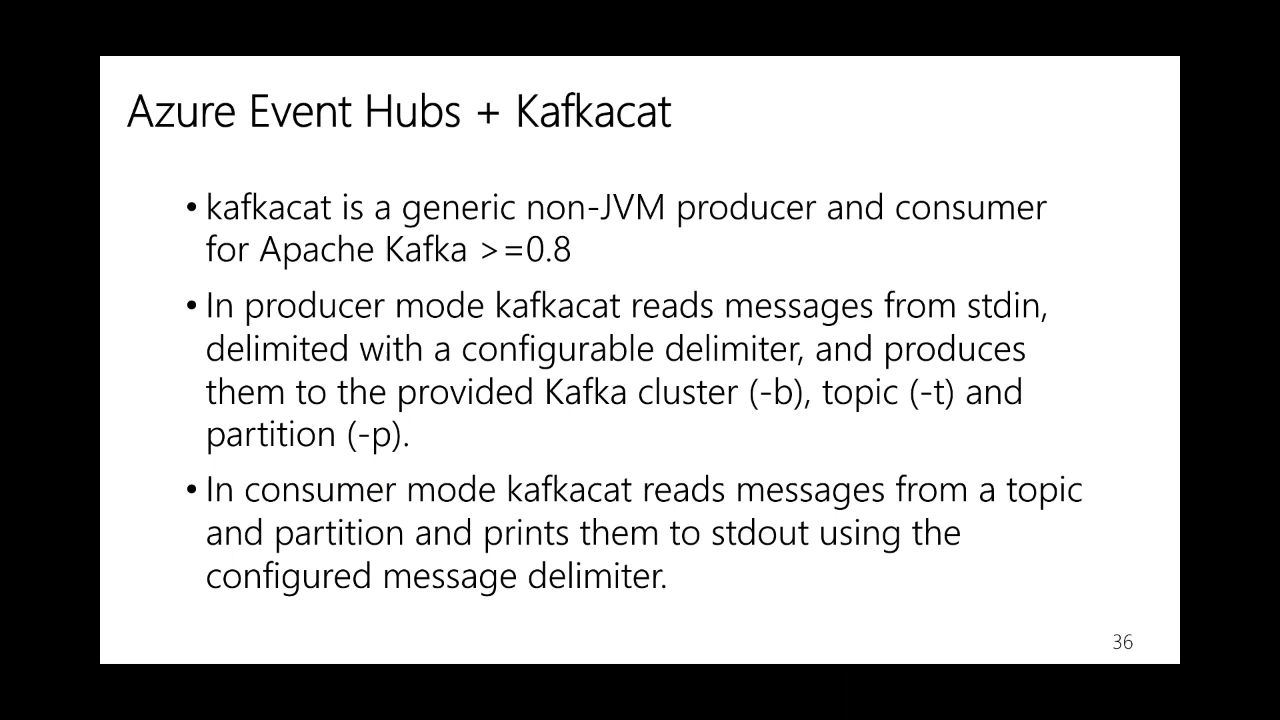 Azure Event Hubs + Kafkacat
• kafkacat is a generic non-JVM producer and consumer
for Apache Kafka >=0.8
• In producer mode kafkacat reads messages from stdin,
delimited with a configurable delimiter, and produces
them to the provided Kafka cluster (-b), topic (-t) and
partition (-p).
• In consumer mode kafkacat reads messages from a topic
and partition and prints them to stdout using the
configured message delimiter.
36